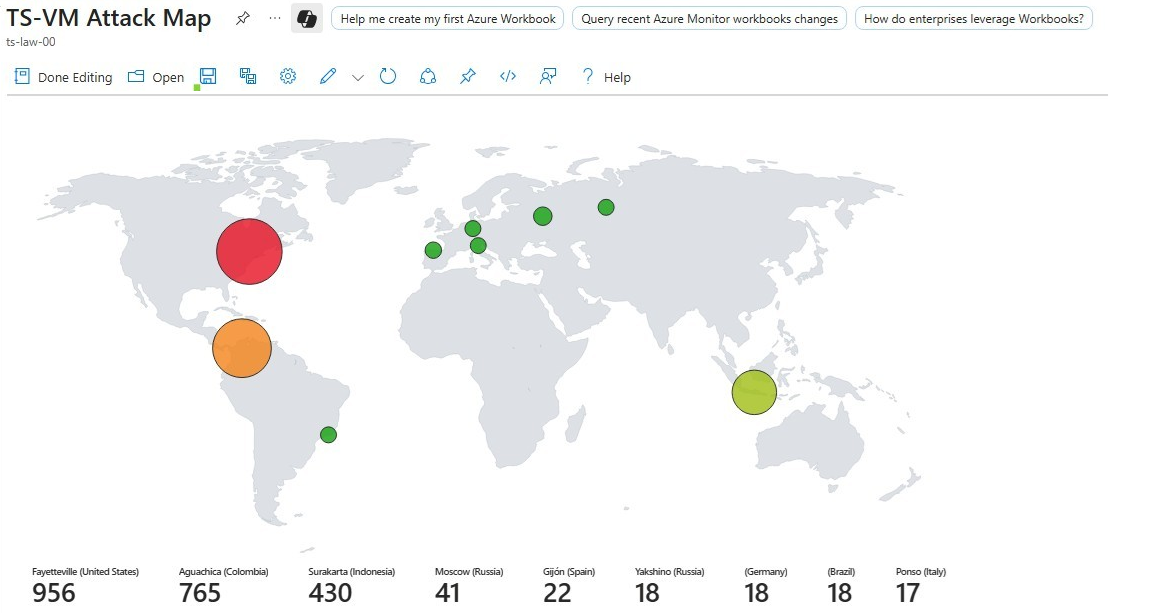 TS-VM Attack Map
...
Help me create my first Azure Workbook
Query recent Azure Monitor workbooks changes
How do enterprises leverage Workbooks?
ts-law-00
Done Editing
Open
</>
? Help
Fayetteville (United States)
956
Aguachica (Colombia)
765
Surakarta (Indonesia)
430
Moscow (Russia)
41
Gijón (Spain)
22
Yakshino (Russia)
18
(Germany)
18
(Brazil)
18
Ponso (Italy)
17